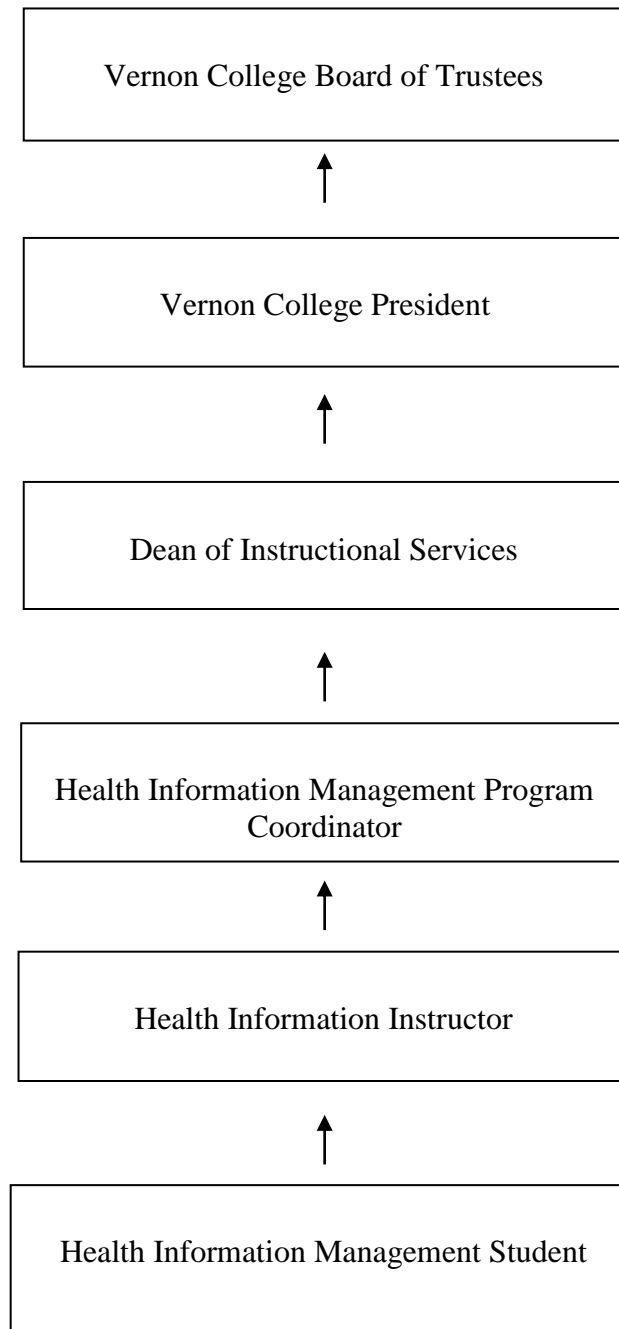 Vernon College Board of Trustees
Vernon College President
Dean of Instructional Services
Health Information Management Program
Coordinator
Health Information Instructor
Health Information Management Student